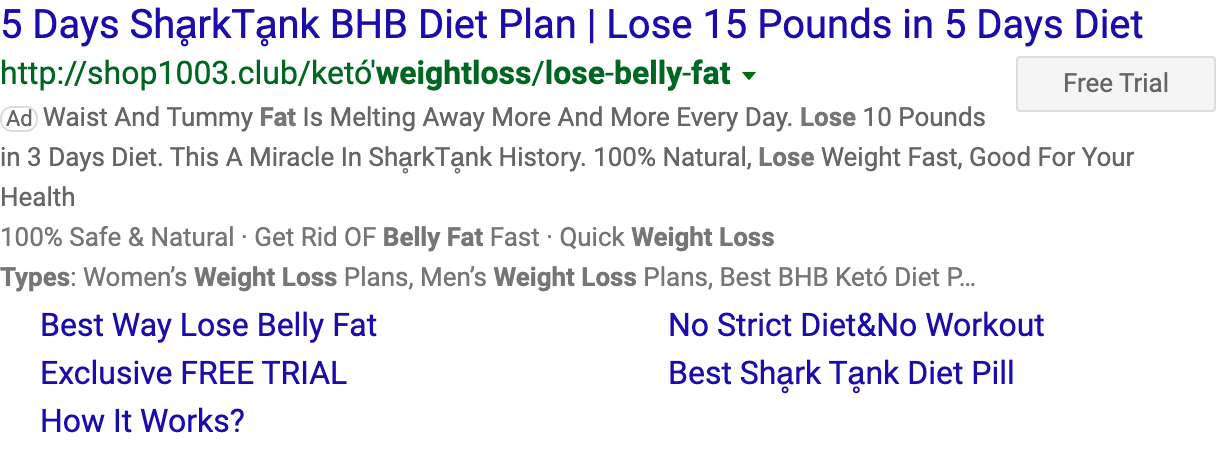 5 Days Shḁrk​Tḁnk BHB Diet Plan | Lose 15 Pounds in 5 Days Diet
http://shop1003.club/ketó'weightloss/lose-belly-fat
Free Trial
Ad Waist And Tummy Fat Is Melting Away More And More Every Day. Lose 10 Pounds
in 3 Days Diet. This A Miracle In ShḁrkTḁnk History. 100% Natural, Lose Weight Fast, Good For Your
Health
100% Safe & Natural · Get Rid OF Belly Fat Fast · Quick Weight Loss
Types: Women’s Weight Loss Plans, Men’s Weight Loss Plans, Best BHB Ketó Diet P...
Best Way Lose Belly Fat
No Strict Diet&No Workout
Exclusive FREE TRIAL
Best Shḁrk Tḁnk Diet Pill
How It Works?